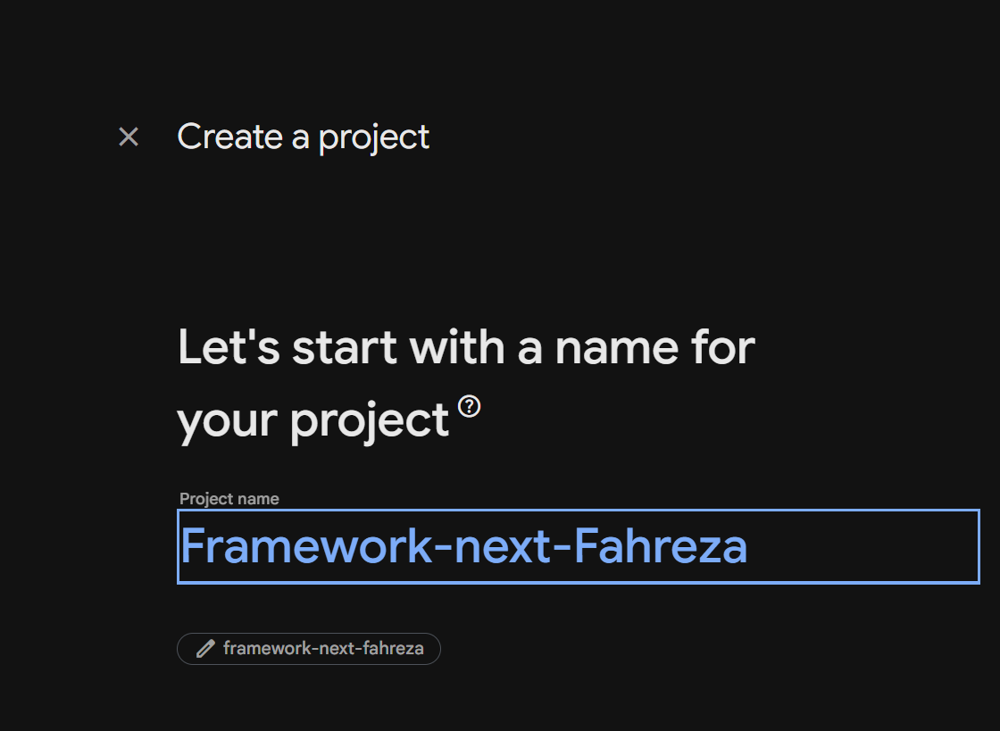 Create a project
Let's start with a name for
your project
Project name
Framework-next-Fahreza
framework-next-fahreza